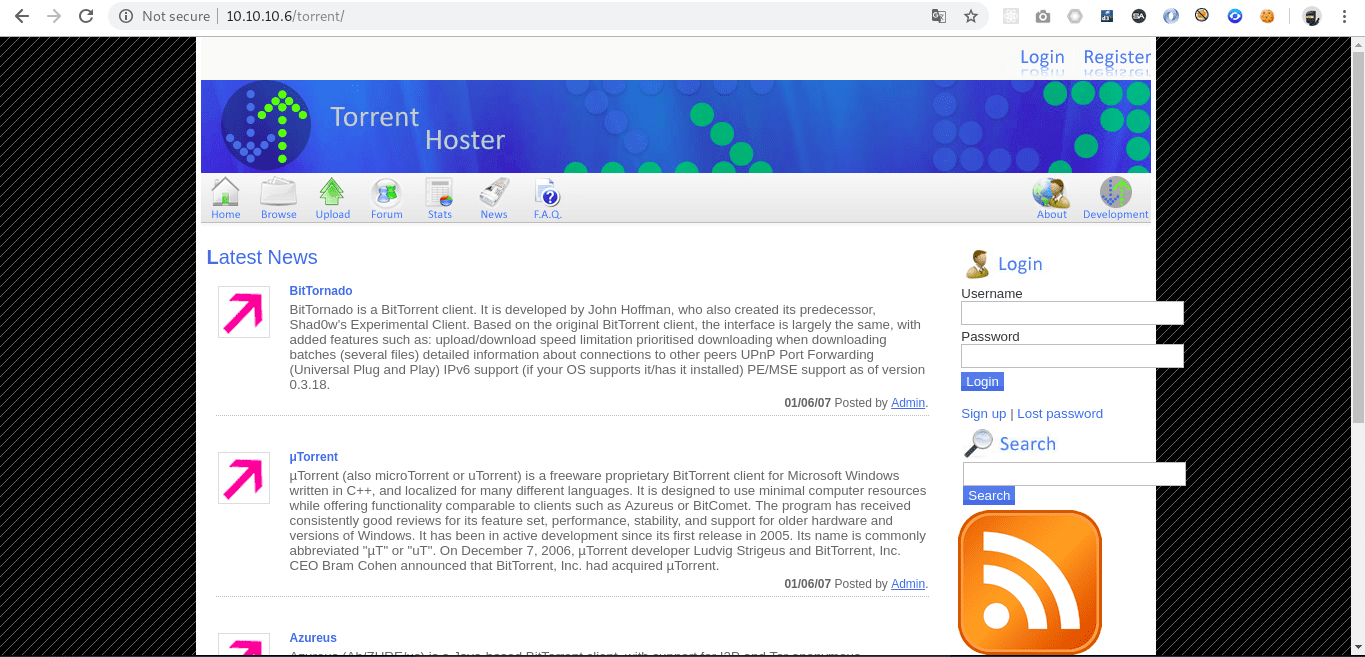 Not secure | 10.10.10.6/torrent/
Login Register
Torrent
Hoster
Home Browse Upload Forum Stats News F.A.Q. About Development
Latest News
BitTornado
BitTornado is a BitTorrent client. It is developed by John Hoffman, who also created its predecessor,
Shad0w's Experimental Client. Based on the original BitTorrent client, the interface is largely the same, with
added features such as: upload/download speed limitation prioritised downloading when downloading
batches (several files) detailed information about connections to other peers UPnP Port Forwarding
(Universal Plug and Play) IPv6 support (if your OS supports it/has it installed) PE/MSE support as of version
0.3.18.
01/06/07 Posted by Admin.
µTorrent
µTorrent (also microTorrent or uTorrent) is a freeware proprietary BitTorrent client for Microsoft Windows
written in C++, and localized for many different languages. It is designed to use minimal computer resources
while offering functionality comparable to clients such as Azureus or BitComet. The program has received
consistently good reviews for its feature set, performance, stability, and support for older hardware and
versions of Windows. It has been in active development since its first release in 2005. Its name is commonly
abbreviated "µT" or "uT". On December 7, 2006, µTorrent developer Ludvig Strigeus and BitTorrent, Inc.
CEO Bram Cohen announced that BitTorrent, Inc. had acquired µTorrent.
01/06/07 Posted by Admin.
Azureus
Login
Username
Password
Login
Sign up | Lost password
Search
Search